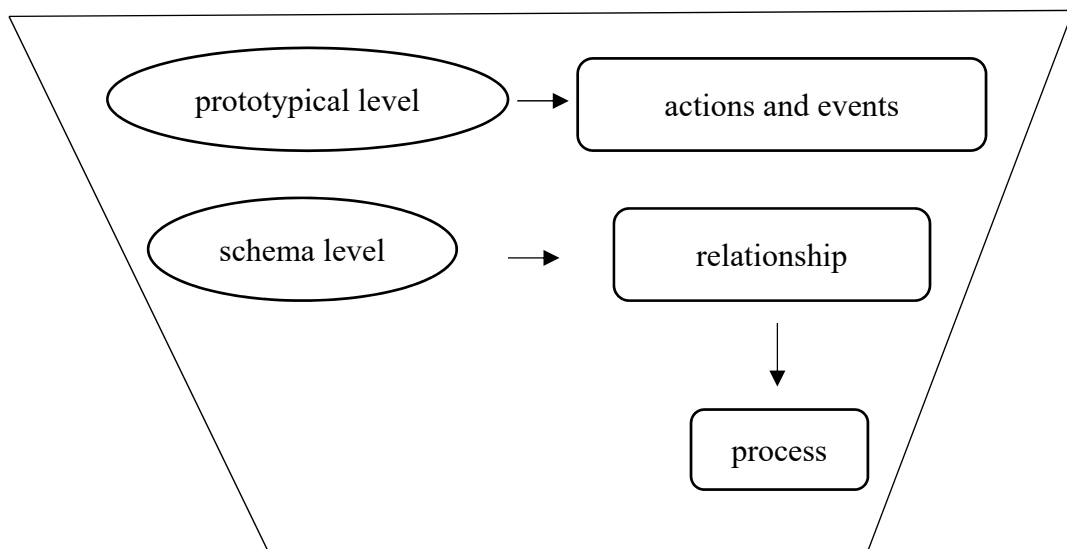 prototypical level
actions and events
schema level
relationship
process